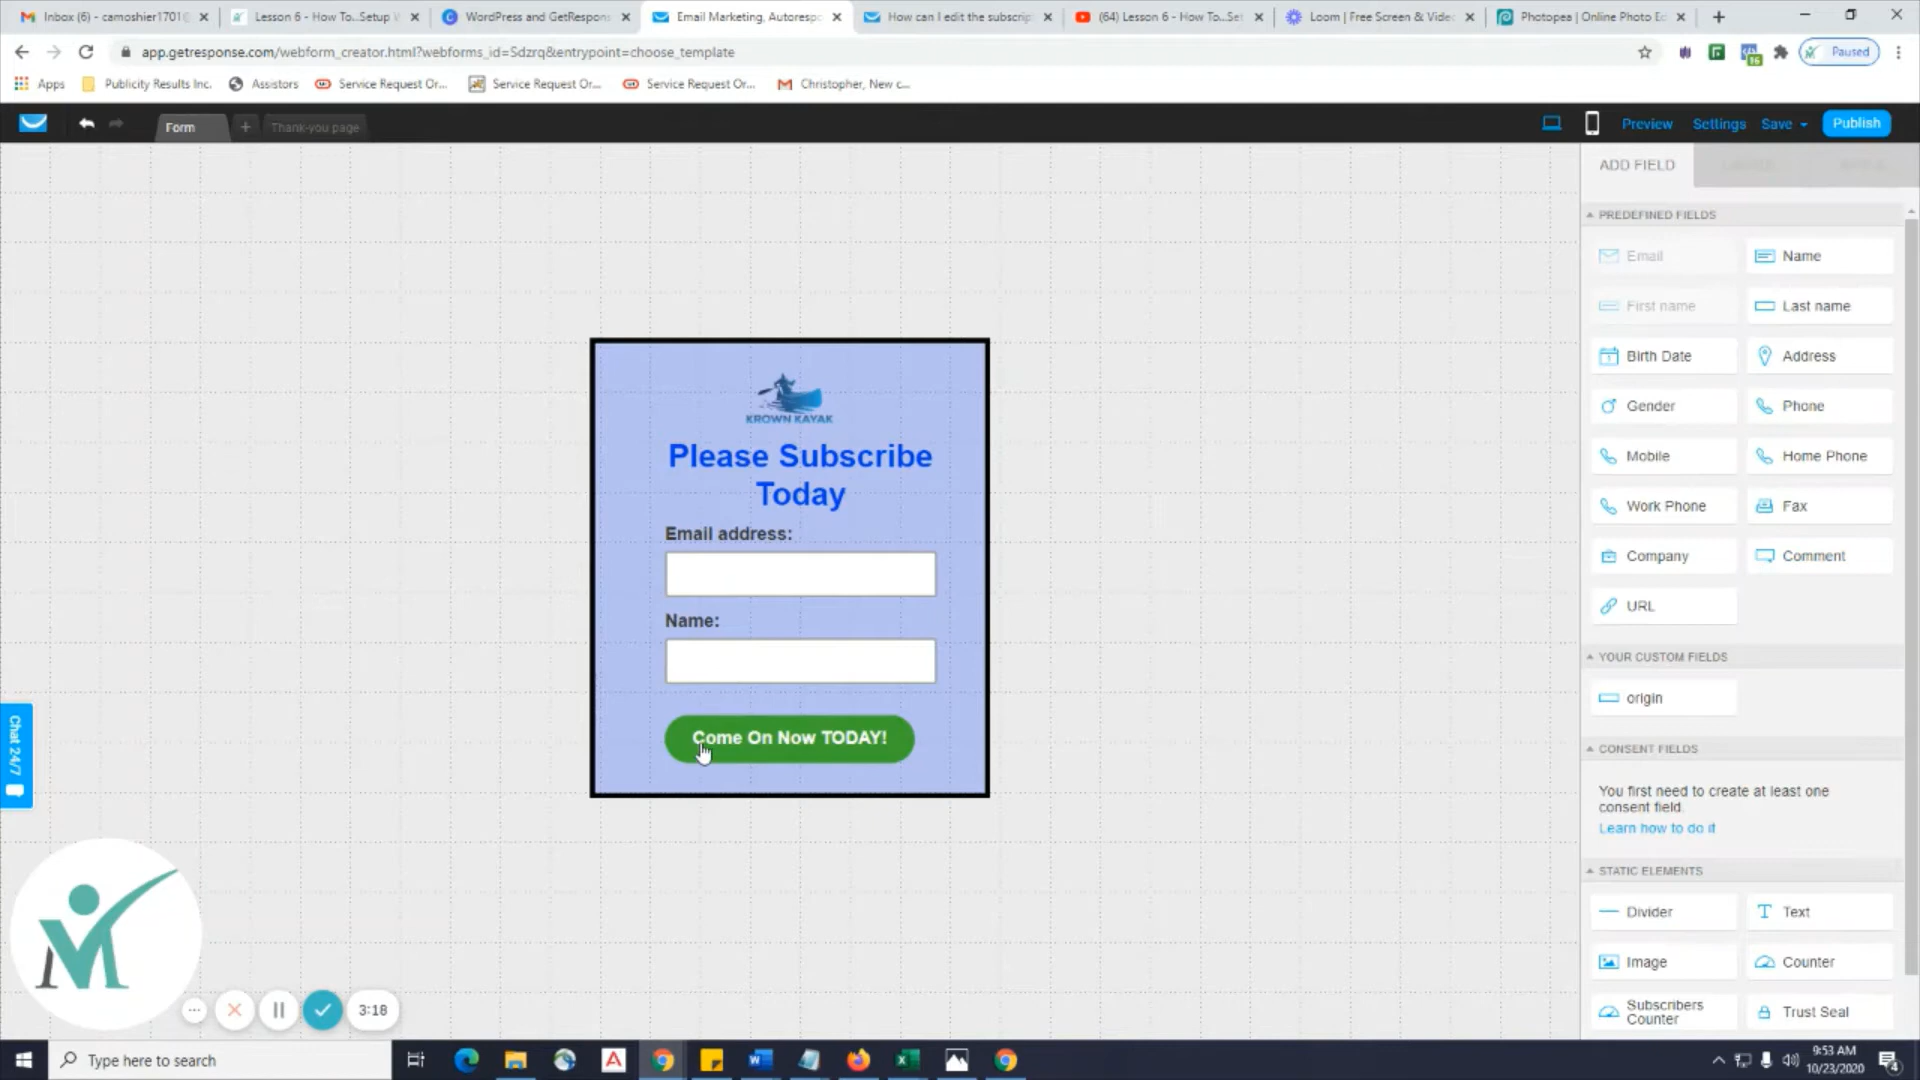 Inbox (6) - camoshier1701@
Lesson 6 - How To...Setup W
WordPress and GetRespons
Email Marketing, Autorespo
How can I edit the subscrip
(64) Lesson 6 - How To...Set
Loom | Free Screen & Video
Photopea | Online Photo Ed
app.getresponse.com/webform_creator.html?webforms_id=Sdzrq&entrypoint=choose_template
Paused
Apps
Publicity Results Inc.
Assistors
Service Request Or...
Service Request Or...
Service Request Or...
Christopher, New c...
Form
Thank-you page
Preview
Settings
Save
Publish
ADD FIELD
PREDEFINED FIELDS
Email
Name
First name
Last name
Birth Date
Address
Gender
Phone
Mobile
Home Phone
Work Phone
Fax
Company
Comment
URL
YOUR CUSTOM FIELDS
origin
CONSENT FIELDS
You first need to create at least one
consent field.
Learn how to do it
STATIC ELEMENTS
Divider
Text
Image
Counter
Subscribers
Counter
Trust Seal
KROWN KAYAK
Please Subscribe
Today
Email address:
Name:
Come On Now TODAY!
Chat 24/7
3:18
Type here to search
9:53 AM
10/23/2020
4